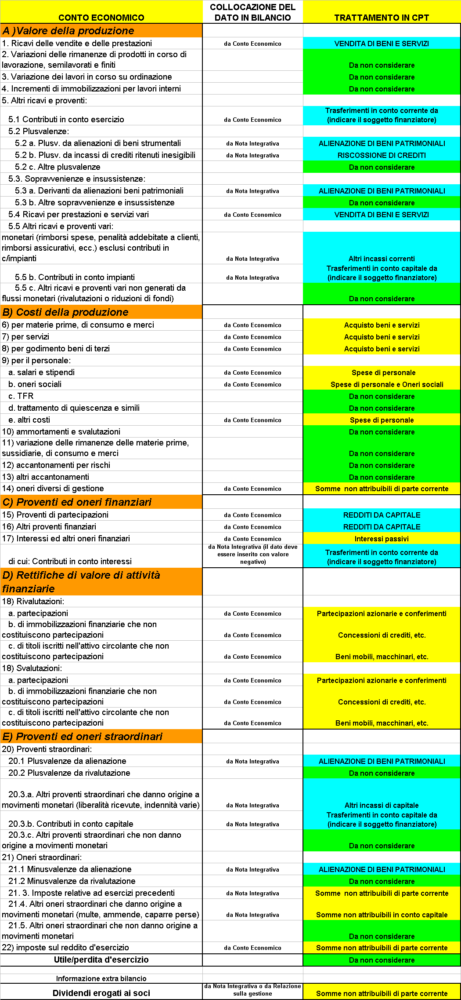 CONTO ECONOMICO
COLLOCAZIONE DEL
DATO IN BILANCIO
TRATTAMENTO IN CPT
A )Valore della produzione
1. Ricavi delle vendite e delle prestazioni
da Conto Economico
VENDITA DI BENI E SERVIZI
2. Variazioni delle rimanenze di prodotti in corso di
lavorazione, semilavorati e finiti
Da non considerare
3. Variazione dei lavori in corso su ordinazione
Da non considerare
4. Incrementi di immobilizzazioni per lavori interni
Da non considerare
5. Altri ricavi e proventi:
5.1 Contributi in conto esercizio
da Conto Economico
Trasferimenti in conto corrente da
(indicare il soggetto finanziatore)
5.2 Plusvalenze:
5.2 a. Plusv. da alienazioni di beni strumentali
da Nota Integrativa
ALIENAZIONE DI BENI PATRIMONIALI
5.2 b. Plusv. da incassi di crediti ritenuti inesigibili
da Nota Integrativa
RISCOSSIONE DI CREDITI
5.2 c. Altre plusvalenze
Da non considerare
5.3. Sopravvenienze e insussistenze:
5.3 a. Derivanti da alienazioni beni patrimoniali
da Nota Integrativa
ALIENAZIONE DI BENI PATRIMONIALI
5.3 b. Altre sopravvenienze e insussistenze
Da non considerare
5.4 Ricavi per prestazioni e servizi vari
da Conto Economico
VENDITA DI BENI E SERVIZI
5.5 Altri ricavi e proventi vari:
monetari (rimborsi spese, penalità addebitate a clienti,
rimborsi assicurativi, ecc.) esclusi contributi in
c/impianti
da Nota Integrativa
Altri incassi correnti
5.5 b. Contributi in conto impianti
da Nota Integrativa
Trasferimenti in conto capitale da
(indicare il soggetto finanziatore)
5.5 c. Altri ricavi e proventi vari non generati da
flussi monetari (rivalutazioni o riduzioni di fondi)
Da non considerare
B) Costi della produzione
6) per materie prime, di consumo e merci
da Conto Economico
Acquisto beni e servizi
7) per servizi
da Conto Economico
Acquisto beni e servizi
8) per godimento beni di terzi
da Conto Economico
Acquisto beni e servizi
9) per il personale:
a. salari e stipendi
da Conto Economico
Spese di personale
b. oneri sociali
da Conto Economico
Spese di personale e Oneri sociali
c. TFR
Da non considerare
d. trattamento di quiescenza e simili
Da non considerare
e. altri costi
da Conto Economico
Spese di personale
10) ammortamenti e svalutazioni
Da non considerare
11) variazione delle rimanenze delle materie prime,
sussidiarie, di consumo e merci
Da non considerare
12) accantonamenti per rischi
Da non considerare
13) altri accantonamenti
Da non considerare
14) oneri diversi di gestione
da Conto Economico
Somme non attribuibili di parte corrente
C) Proventi ed oneri finanziari
15) Proventi di partecipazioni
da Conto Economico
REDDITI DA CAPITALE
16) Altri proventi finanziari
da Conto Economico
REDDITI DA CAPITALE
17) Interessi ed altri oneri finanziari
da Conto Economico
Interessi passivi
di cui: Contributi in conto interessi
da Nota Integrativa (il dato deve
essere inserito con valore
negativo)
Trasferimenti in conto corrente da
(indicare il soggetto finanziatore)
D) Rettifiche di valore di attività
finanziarie
18) Rivalutazioni:
a. partecipazioni
da Conto Economico
Partecipazioni azionarie e conferimenti
b. di immobilizzazioni finanziarie che non
costituiscono partecipazioni
da Conto Economico
Concessioni di crediti, etc.
c. di titoli iscritti nell'attivo circolante che non
costituiscono partecipazioni
da Conto Economico
Beni mobili, macchinari, etc.
18) Svalutazioni:
a. partecipazioni
da Conto Economico
Partecipazioni azionarie e conferimenti
b. di immobilizzazioni finanziarie che non
costituiscono partecipazioni
da Conto Economico
Concessioni di crediti, etc.
c. di titoli iscritti nell'attivo circolante che non
costituiscono partecipazioni
da Conto Economico
Beni mobili, macchinari, etc.
E) Proventi ed oneri straordinari
20) Proventi straordinari:
20.1 Plusvalenze da alienazione
da Nota Integrativa
ALIENAZIONE DI BENI PATRIMONIALI
20.2 Plusvalenze da rivalutazione
Da non considerare
20.3.a. Altri proventi straordinari che danno origine a
movimenti monetari (liberalità ricevute, indennità varie)
da Nota Integrativa
Altri incassi di capitale
20.3.b. Contributi in conto capitale
da Nota Integrativa
Trasferimenti in conto capitale da
(indicare il soggetto finanziatore)
20.3.c. Altri proventi straordinari che non danno
origine a movimenti monetari
Da non considerare
21) Oneri straordinari:
21.1 Minusvalenze da alienazione
da Nota Integrativa
ALIENAZIONE DI BENI PATRIMONIALI
21.2 Minusvalenze da rivalutazione
Da non considerare
21. 3. Imposte relative ad esercizi precedenti
da Nota Integrativa
Somme non attribuibili di parte corrente
21.4. Altri oneri straordinari che danno origine a
movimenti monetari (multe, ammende, caparre perse)
da Nota Integrativa
Somme non attribuibili in conto capitale
21.5. Altri oneri straordinari che non danno origine a
movimenti monetari
Da non considerare
22) imposte sul reddito d'esercizio
da Conto Economico
Somme non attribuibili di parte corrente
Utile/perdita d'esercizio
Da non considerare
Informazione extra bilancio
Dividendi erogati ai soci
da Nota Integrativa o da Relazione
sulla gestione
Somme non attribuibili di parte corrente